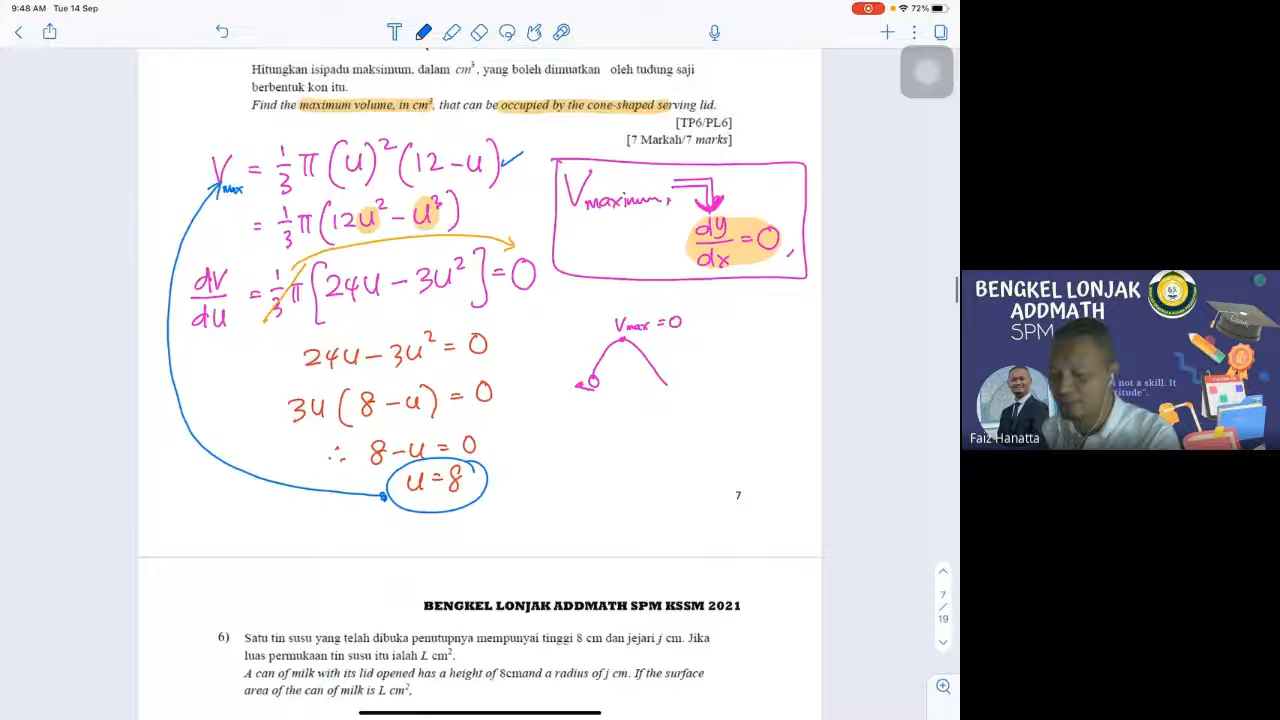 9:48 AM Tue 14 Sep
72%
Hitungkan isipadu maksimum, dalam cm³, yang boleh dimuatkan oleh tudung saji
berbentuk kon itu.
Find the maximum volume, in cm³, that can be occupied by the cone-shaped serving lid.
[TP6/PL6]
[7 Markah/7 marks]
V max = 1/3 π (u)² (12 - u)
= 1/3 π (12u² - u³)
dV/du = 1/3 π [24u - 3u²] = 0
24u - 3u² = 0
3u (8 - u) = 0
∴ 8 - u = 0
u = 8
V maximum,
dy/dx = 0
Vmax = 0
7
BENGKEL LONJAK ADDMATH SPM KSSM 2021
6) Satu tin susu yang telah dibuka penutupnya mempunyai tinggi 8 cm dan jejari j cm. Jika
luas permukaan tin susu itu ialah L cm².
A can of milk with its lid opened has a height of 8cmand a radius of j cm. If the surface
area of the can of milk is L cm²,
7
/
19
BENGKEL LONJAK
ADDMATH
SPM
not a skill. It
Faiz Hanatta